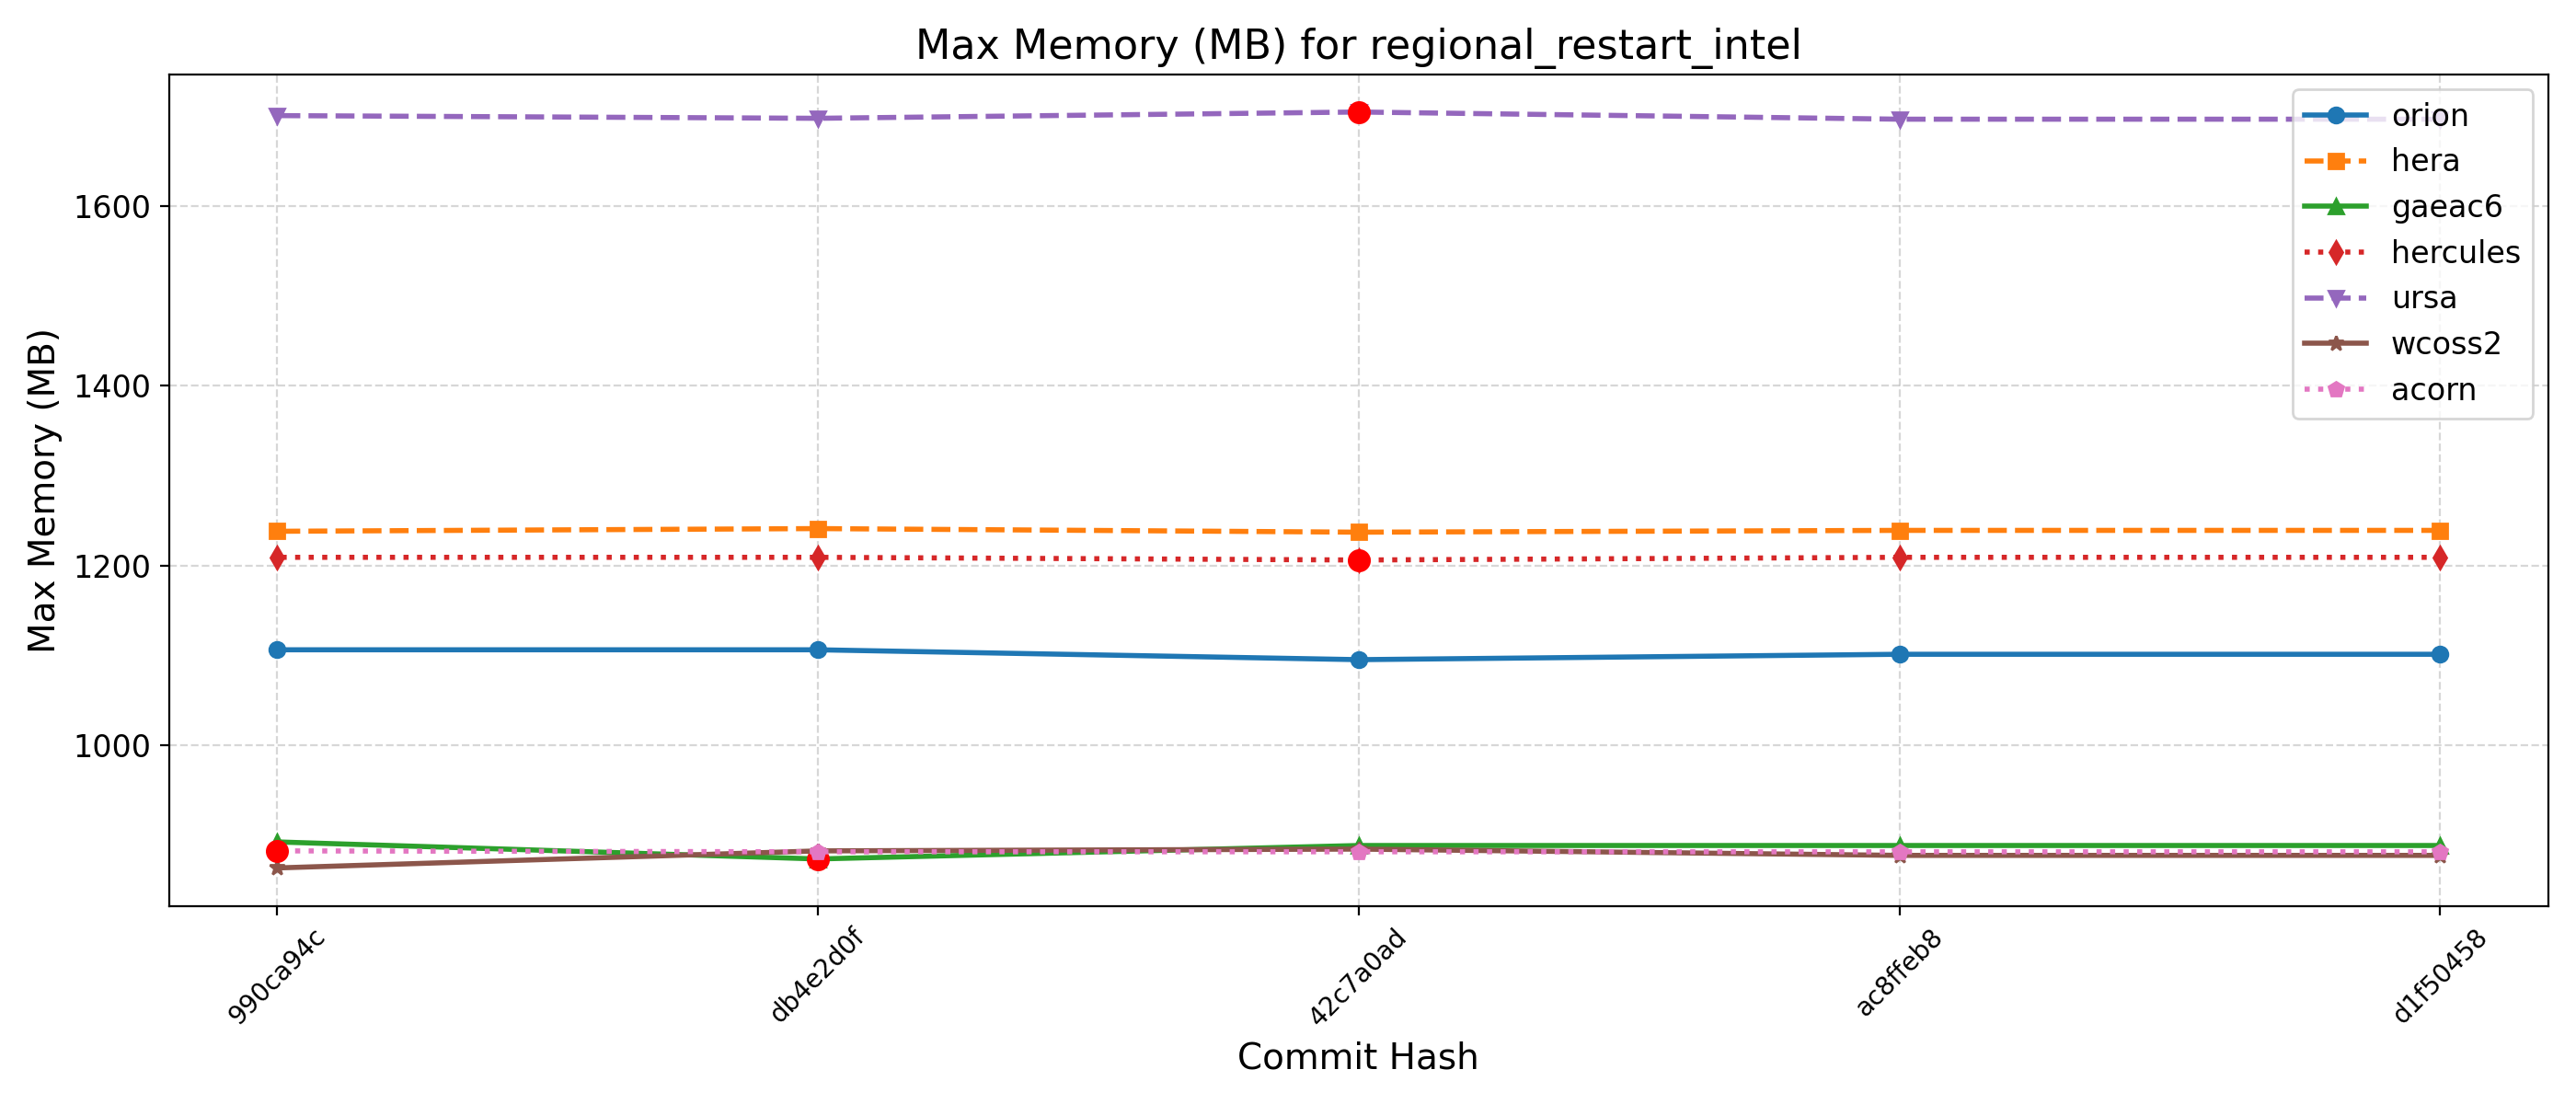 Max Memory (MB) for regional_restart_intel
Max Memory (MB)
1600
1400
1200
1000
orion
hera
gaeac6
hercules
ursa
wcoss2
acorn
990ca94c
db4e2d0f
42c7a0ad
ac8ffeb8
d1f50458
Commit Hash